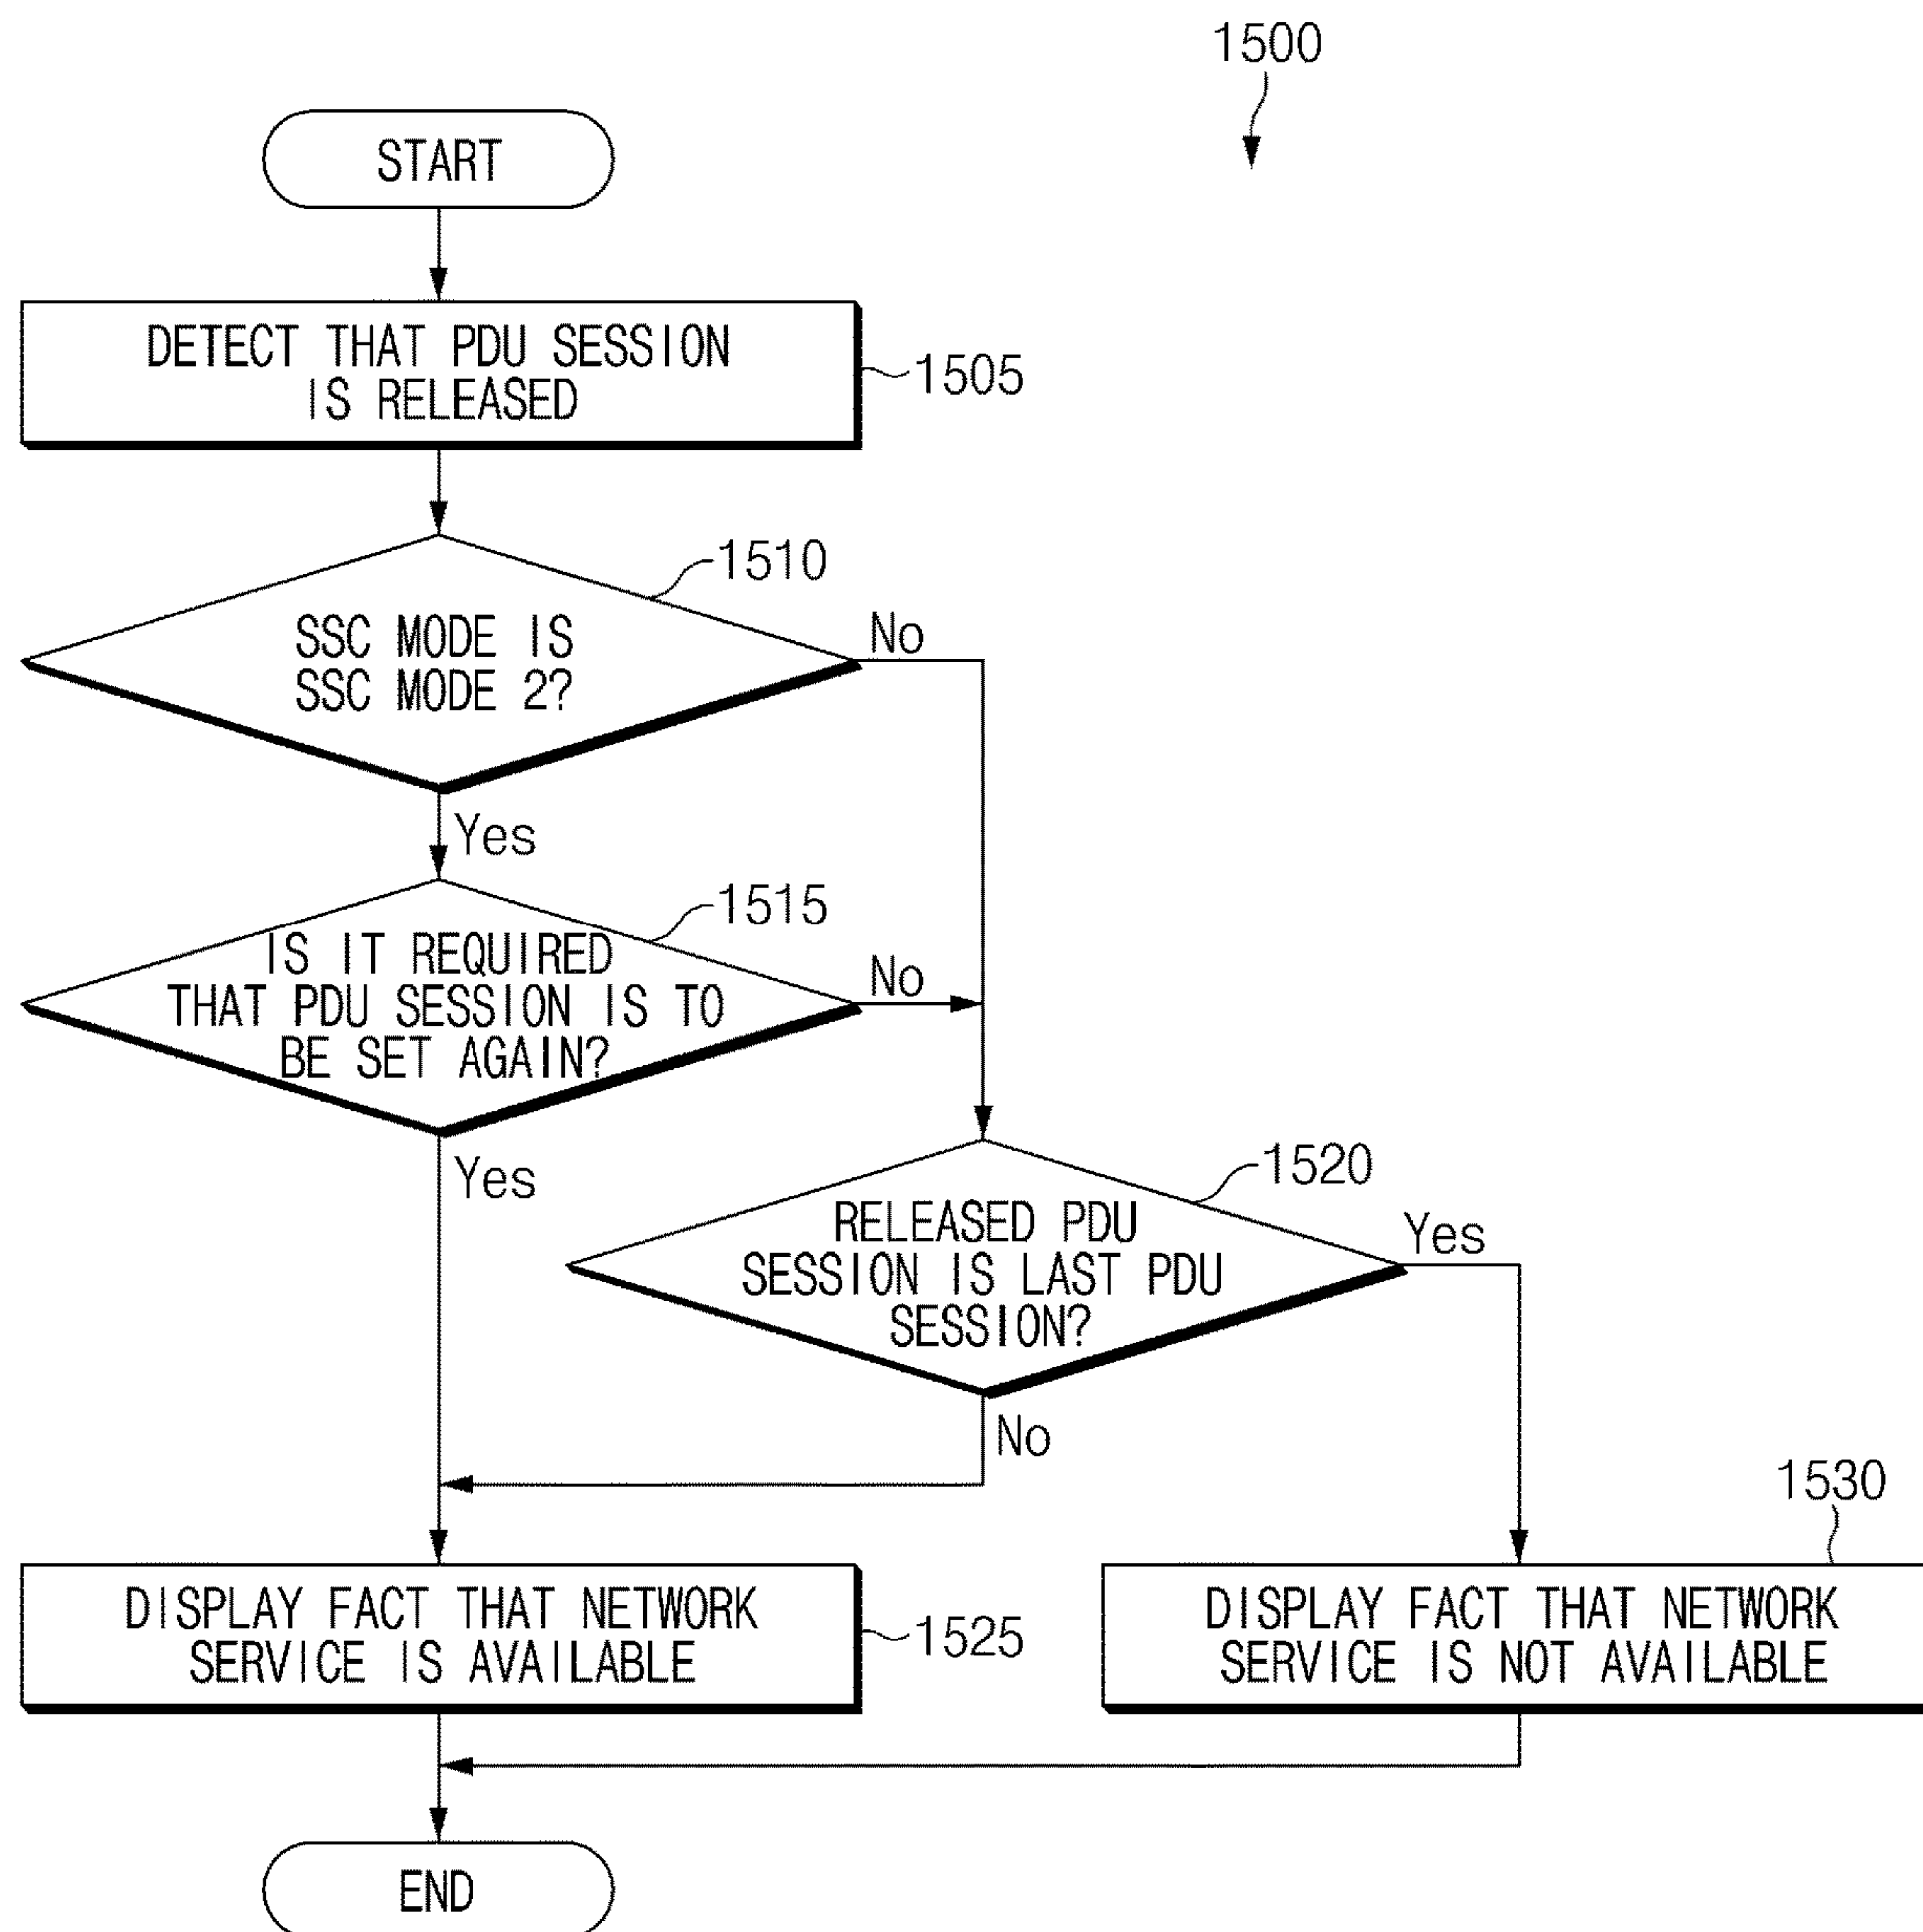 1500
START
DETECT THAT PDU SESSION
IS RELEASED
1505
1510
SSC MODE IS
SSC MODE 2?
No
Yes
1515
IS IT REQUIRED
THAT PDU SESSION IS TO
BE SET AGAIN?
No
Yes
1520
RELEASED PDU
SESSION IS LAST PDU
SESSION?
Yes
No
1530
DISPLAY FACT THAT NETWORK
SERVICE IS AVAILABLE
1525
DISPLAY FACT THAT NETWORK
SERVICE IS NOT AVAILABLE
END